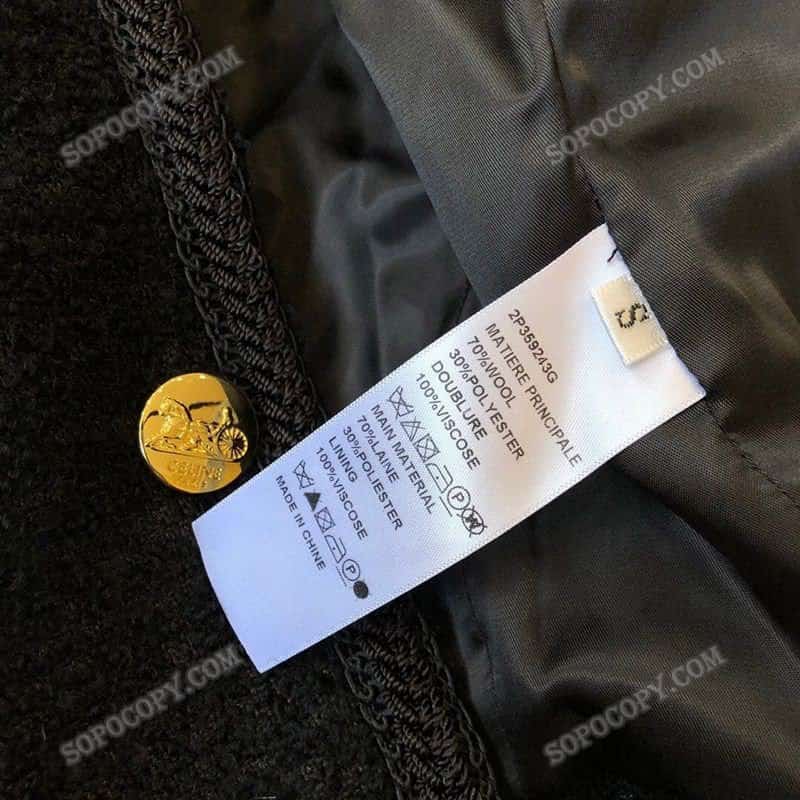 SOPOCOPY.COM
SOPOCOPY.COM
2P359243G
MATIERE PRINCIPALE
70%WOOL
30%POLYESTER
DOUBLURE
100%VISCOSE
MAIN MATERIAL
70%LAINE
30%POLIESTER
LINING
100%VISCOSE
MADE IN CHINE
S
CELINE
SOPOCOPY.COM
SOPOCOPY.COM